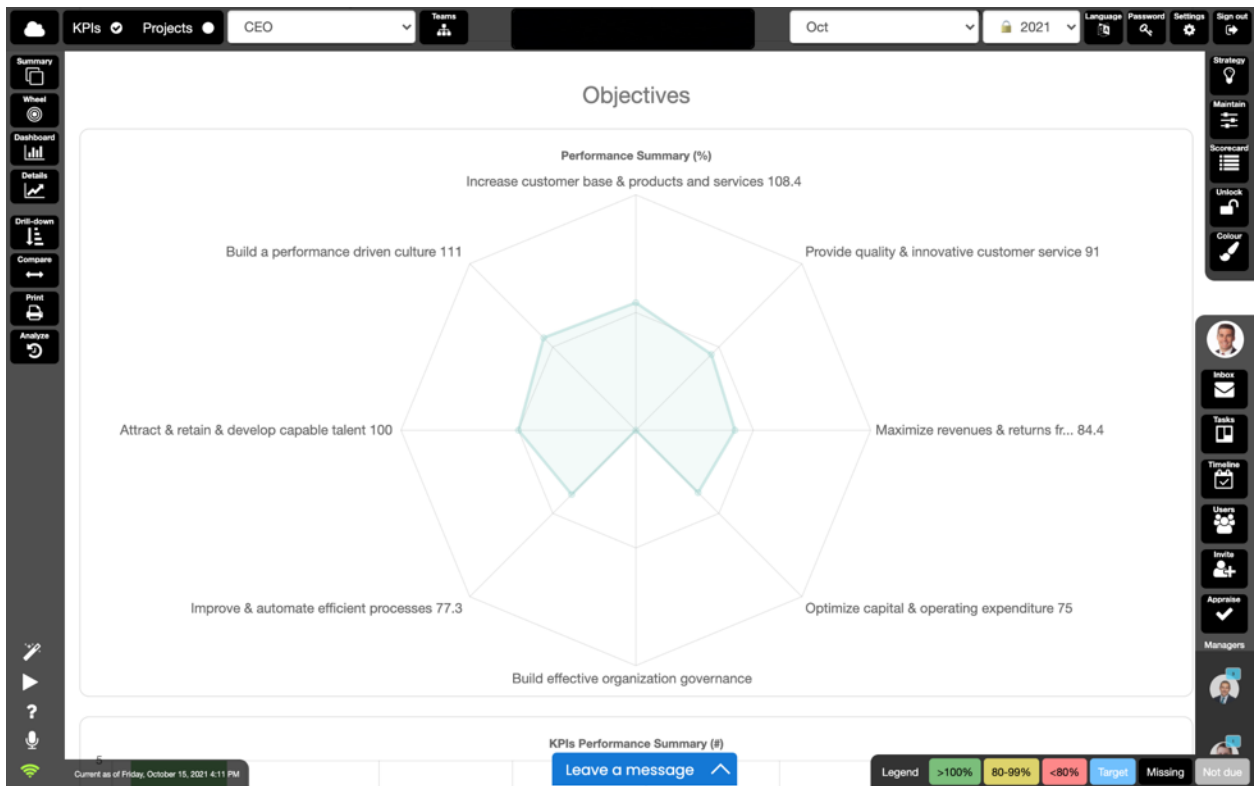 KPIs Projects CEO Teams Oct 2021 Language Password Settings Sign out
Summary
Wheel
Dashboard
Details
Drill-down
Compare
Print
Analyze
Objectives
Performance Summary (%)
Increase customer base & products and services 108.4
Build a performance driven culture 111
Provide quality & innovative customer service 91
Attract & retain & develop capable talent 100
Maximize revenues & returns fr... 84.4
Improve & automate efficient processes 77.3
Optimize capital & operating expenditure 75
Build effective organization governance
KPIs Performance Summary (#)
5
Strategy
Maintain
Scorecard
Unlock
Colour
Inbox
Tasks
Timeline
Users
Invite
Appraise
Managers
?
Current as of Friday, October 15, 2021 4:11 PM
Leave a message
Legend >100% 80-99% <80% Target Missing Not due